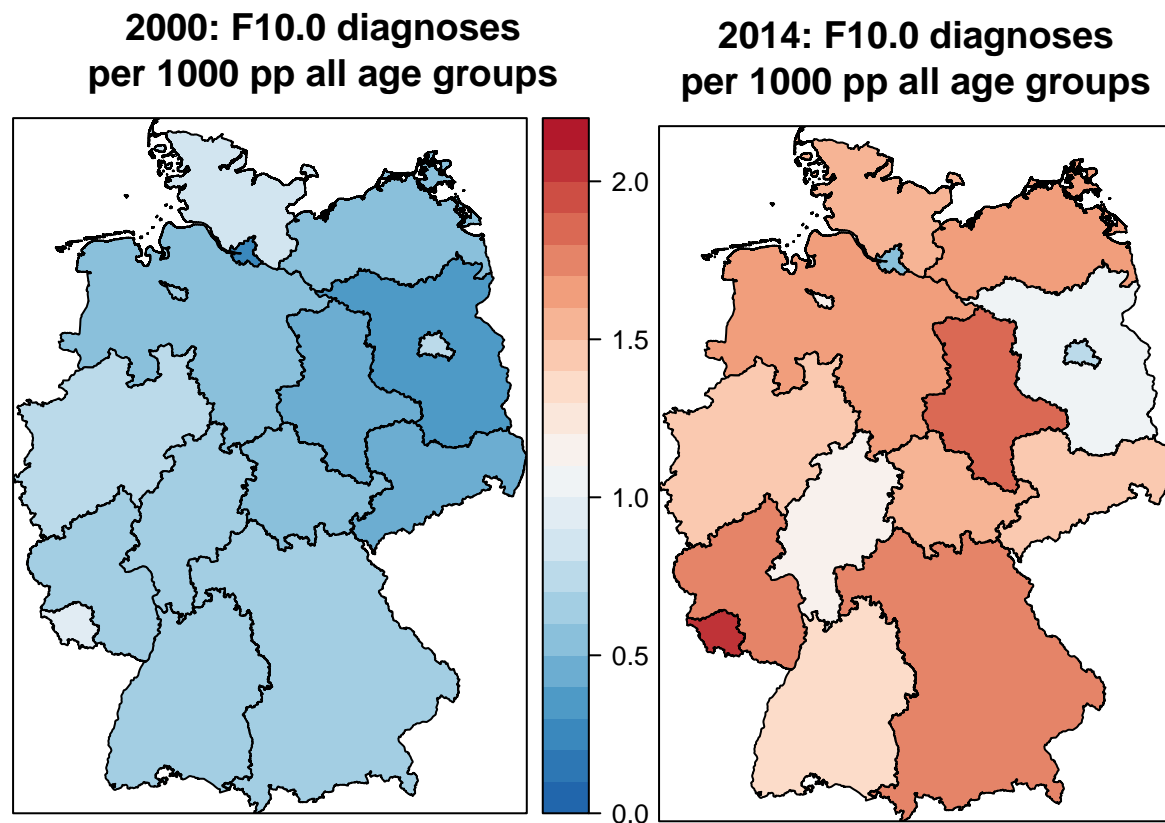 2000: F10.0 diagnoses
per 1000 pp all age groups
2014: F10.0 diagnoses
per 1000 pp all age groups
2.0
1.5
1.0
0.5
0.0